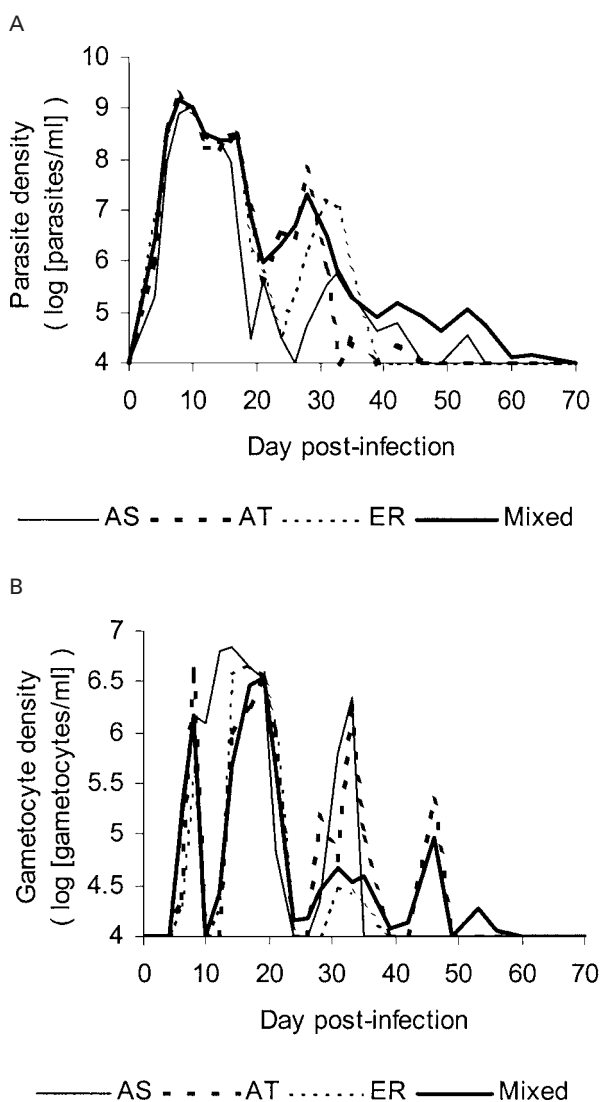 A
Parasite density
( log [parasites/ml] )
10
9
8
7
6
5
4
0 10 20 30 40 50 60 70
Day post-infection
AS AT ER Mixed
B
Gametocyte density
( log [gametocytes/ml] )
7
6.5
6
5.5
5
4.5
4
0 10 20 30 40 50 60 70
Day post-infection
AS AT ER Mixed